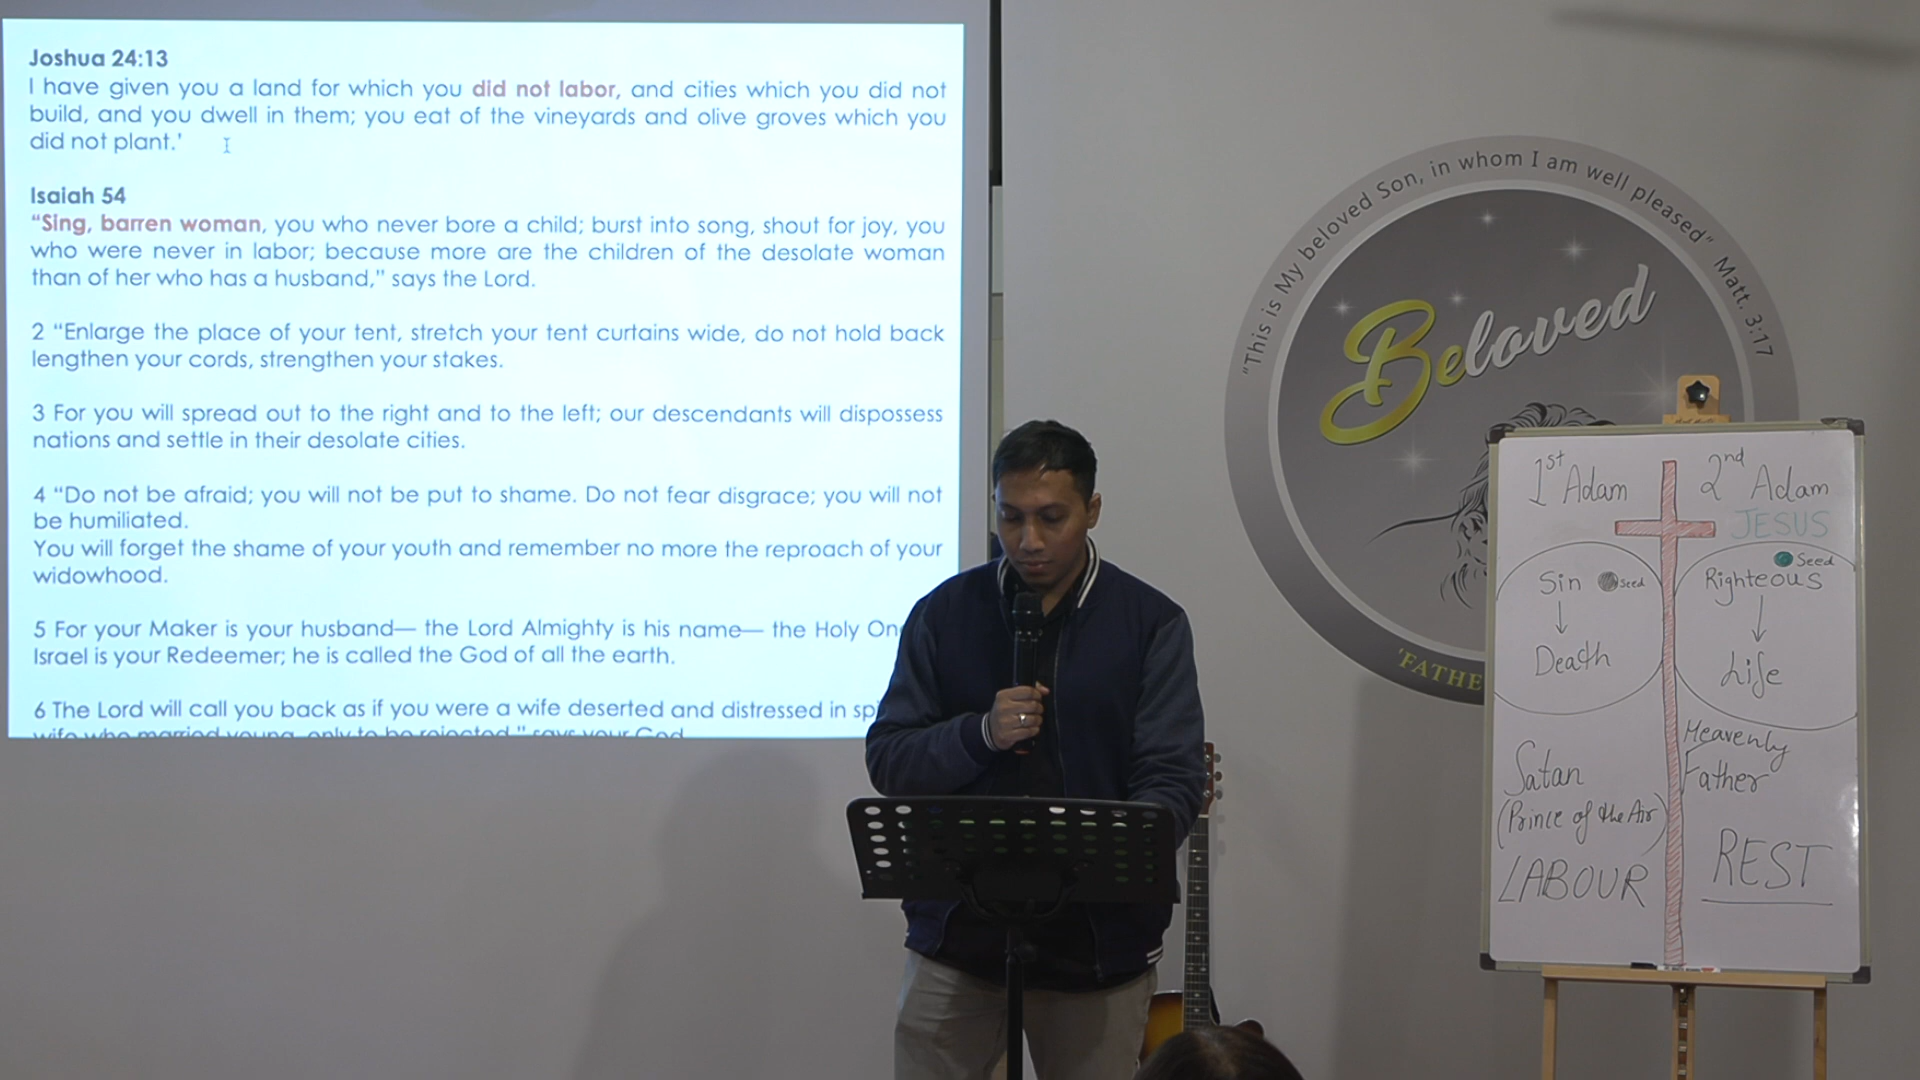 Joshua 24:13
I have given you a land for which you did not labor, and cities which you did not
build, and you dwell in them; you eat of the vineyards and olive groves which you
did not plant.'
Isaiah 54
“Sing, barren woman, you who never bore a child; burst into song, shout for joy, you
who were never in labor; because more are the children of the desolate woman
than of her who has a husband,” says the Lord.
2 “Enlarge the place of your tent, stretch your tent curtains wide, do not hold back
lengthen your cords, strengthen your stakes.
3 For you will spread out to the right and to the left; our descendants will dispossess
nations and settle in their desolate cities.
4 “Do not be afraid; you will not be put to shame. Do not fear disgrace; you will not
be humiliated.
You will forget the shame of your youth and remember no more the reproach of your
widowhood.
5 For your Maker is your husband— the Lord Almighty is his name— the Holy
Israel is your Redeemer; he is called the God of all the earth.
6 The Lord will call you back as if you were a wife deserted and distressed in
wife who married young, only to be rejected,” says your God
“This is My beloved Son, in whom I am well pleased” Matt. 3:17
Beloved
'FATHE
1st Adam
2nd Adam
JESUS
Sin Seed
Death
Seed
Righteous
Life
Satan
(Prince of the Air)
LABOUR
Heavenly
Father
REST